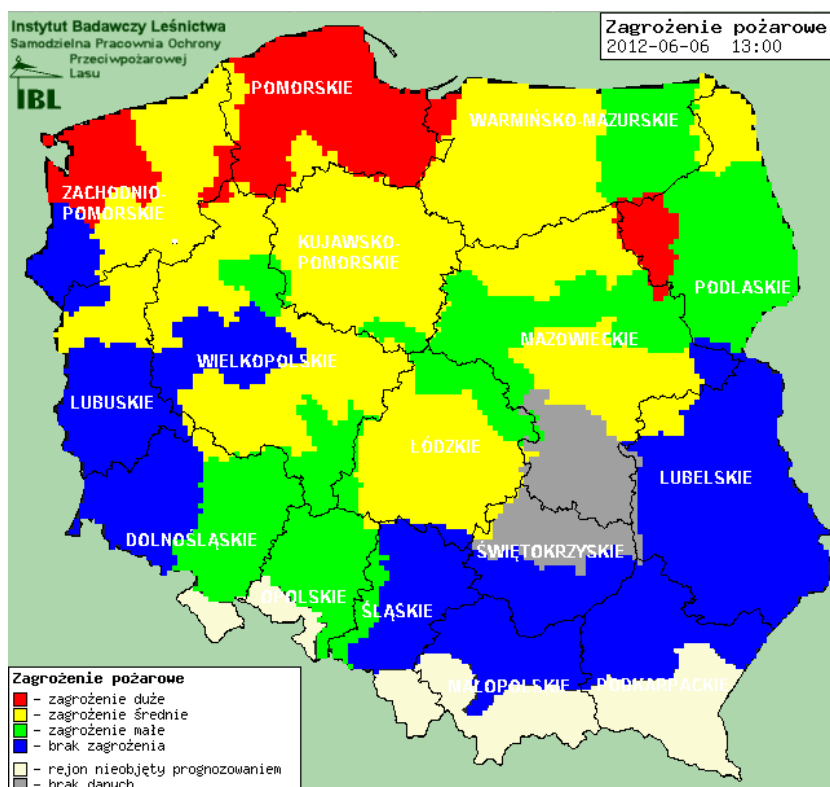 Instytut Badawczy Leśnictwa
Samodzielna Pracownia Ochrony
Przeciwpożarowej
Lasu
IBL
Zagrożenie pożarowe
2012-06-06 13:00
POMORSKIE
WARMIŃSKO-MAZURSKIE
ZACHODNIO-
POMORSKIE
KUJAWSKO-
POMORSKIE
PODLASKIE
MAZOWIECKIE
WIELKOPOLSKIE
LUBUSKIE
ŁÓDZKIE
LUBELSKIE
DOLNOŚLĄSKIE
ŚWIĘTOKRZYSKIE
OPOLSKIE
ŚLĄSKIE
MAŁOPOLSKIE
PODKARPACKIE
Zagrożenie pożarowe
– zagrożenie duże
– zagrożenie średnie
– zagrożenie małe
– brak zagrożenia
– rejon nieobjęty prognozowaniem
– brak danych